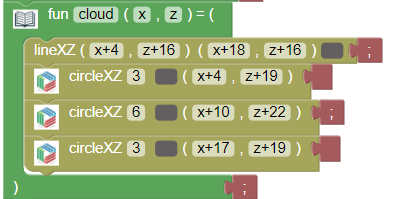 fun cloud ( x , z ) = (
lineXZ ( x+4 , z+16 ) ( x+18 , z+16 ) ;
circleXZ 3 ( x+4 , z+19 )
circleXZ 6 ( x+10 , z+22 ) ;
circleXZ 3 ( x+17 , z+19 ) ;
) ;